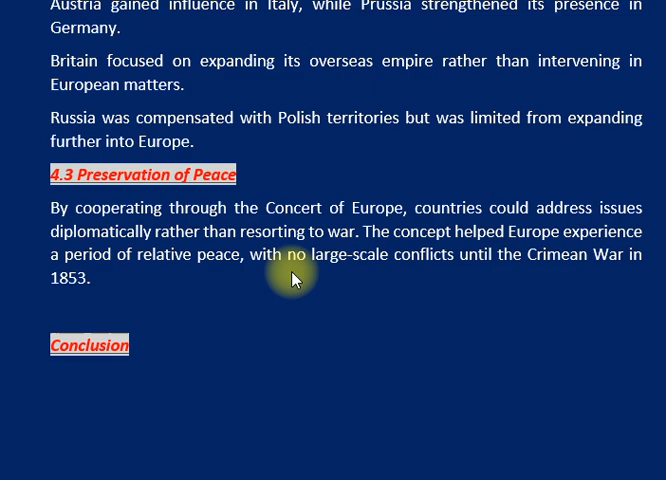 Austria gained influence in Italy, while Prussia strengthened its presence in
Germany.
Britain focused on expanding its overseas empire rather than intervening in
European matters.
Russia was compensated with Polish territories but was limited from expanding
further into Europe.
4.3 Preservation of Peace
By cooperating through the Concert of Europe, countries could address issues
diplomatically rather than resorting to war. The concept helped Europe experience
a period of relative peace, with no large-scale conflicts until the Crimean War in
1853.
Conclusion